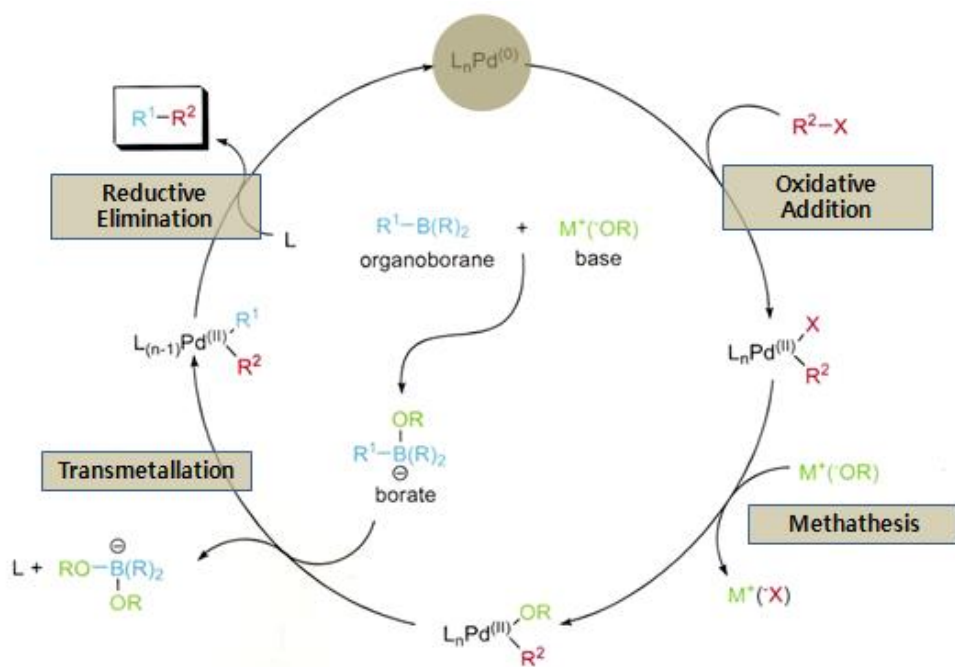 LₙPd⁽⁰⁾
R¹–R²
R²–X
Reductive
Elimination
Oxidative
Addition
L
R¹–B(R)₂ + M⁺(⁻OR)
organoborane base
L₍ₙ₋₁₎Pd⁽ᴵᴵ⁾
R¹
R²
LₙPd⁽ᴵᴵ⁾
X
R²
OR
R¹–B(R)₂
⊖
borate
Transmetallation
M⁺(⁻OR)
Methathesis
M⁺(⁻X)
⊖
L + RO–B(R)₂
OR
LₙPd⁽ᴵᴵ⁾
OR
R²